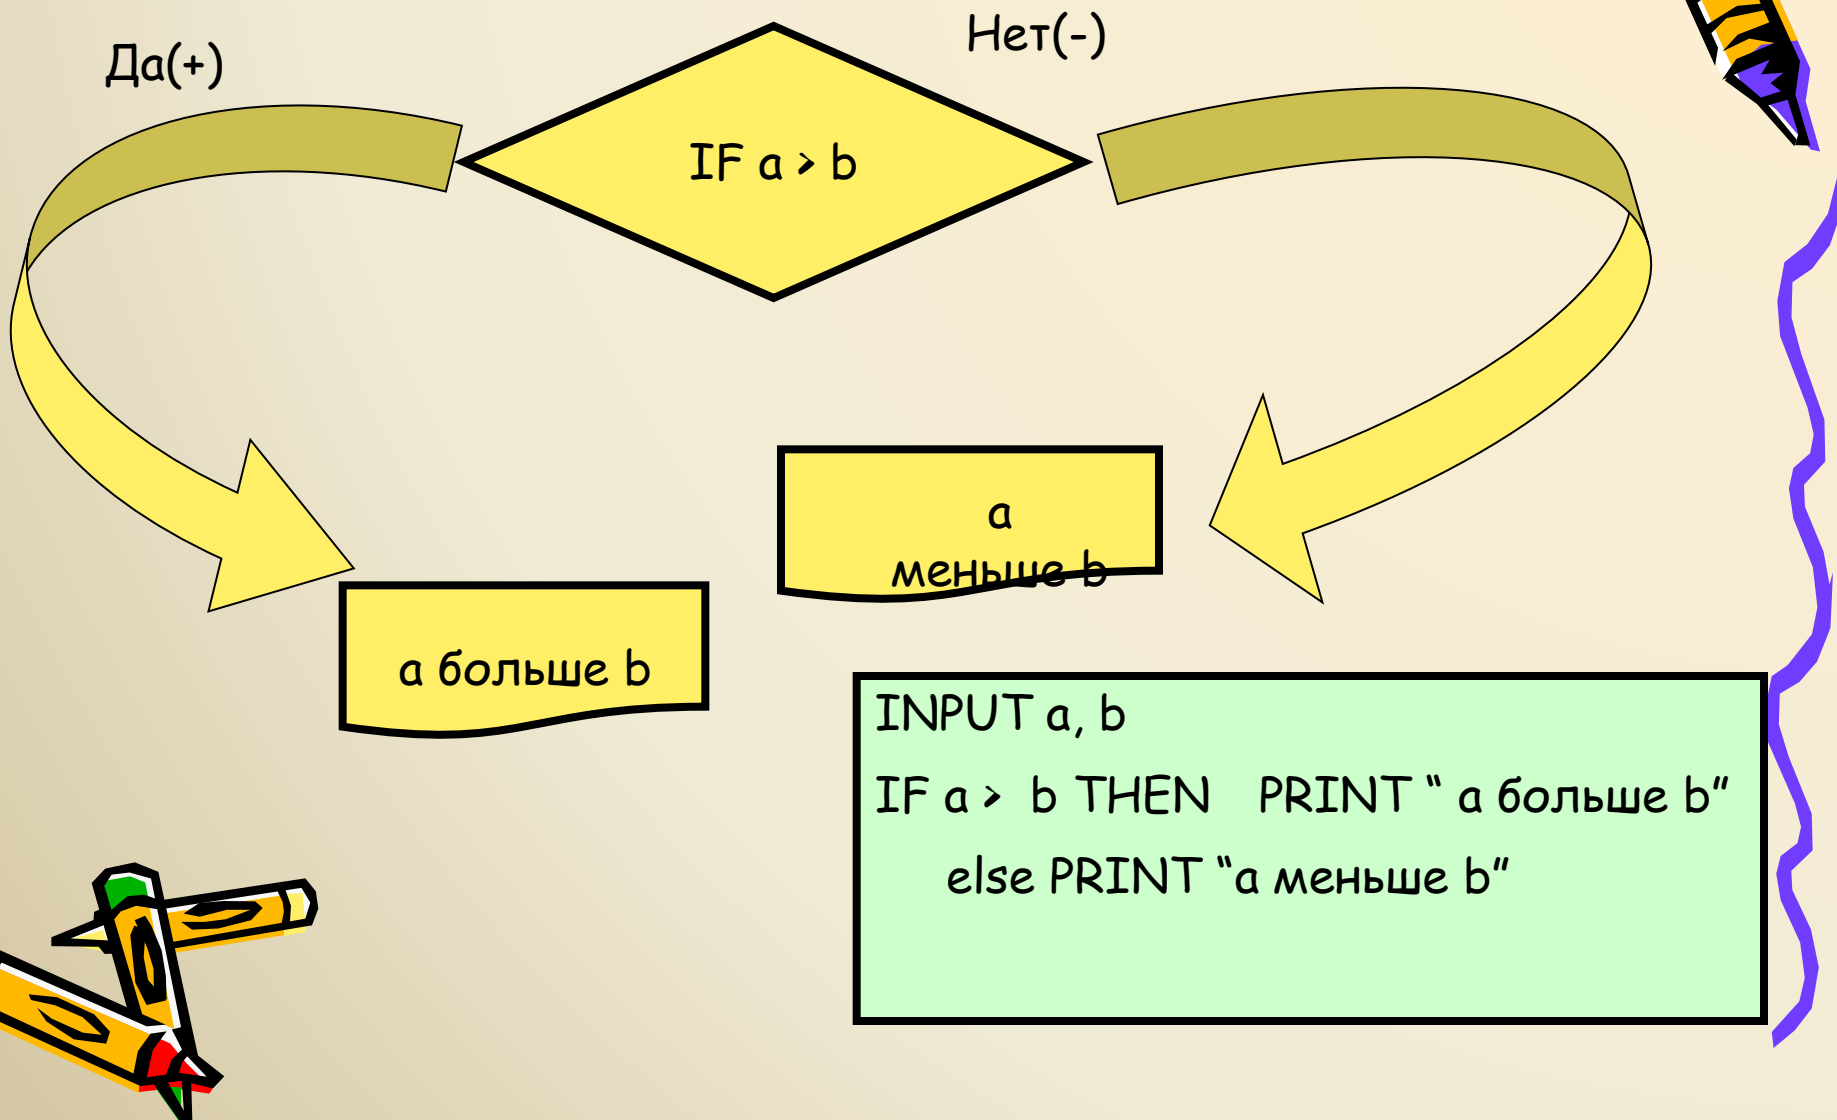 Да(+)
Нет(-)
IF a > b
а
меньше b
а больше b
INPUT a, b
IF a > b THEN PRINT “ а больше b”
else PRINT “а меньше b”